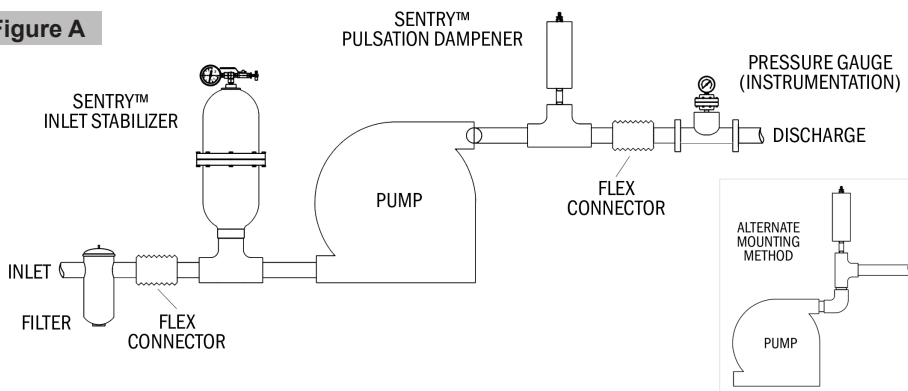 Figure A
SENTRY™
PULSATION DAMPENER
SENTRY™
INLET STABILIZER
PRESSURE GAUGE
(INSTRUMENTATION)
DISCHARGE
FLEX
CONNECTOR
PUMP
INLET
FILTER
FLEX
CONNECTOR
ALTERNATE
MOUNTING
METHOD
PUMP